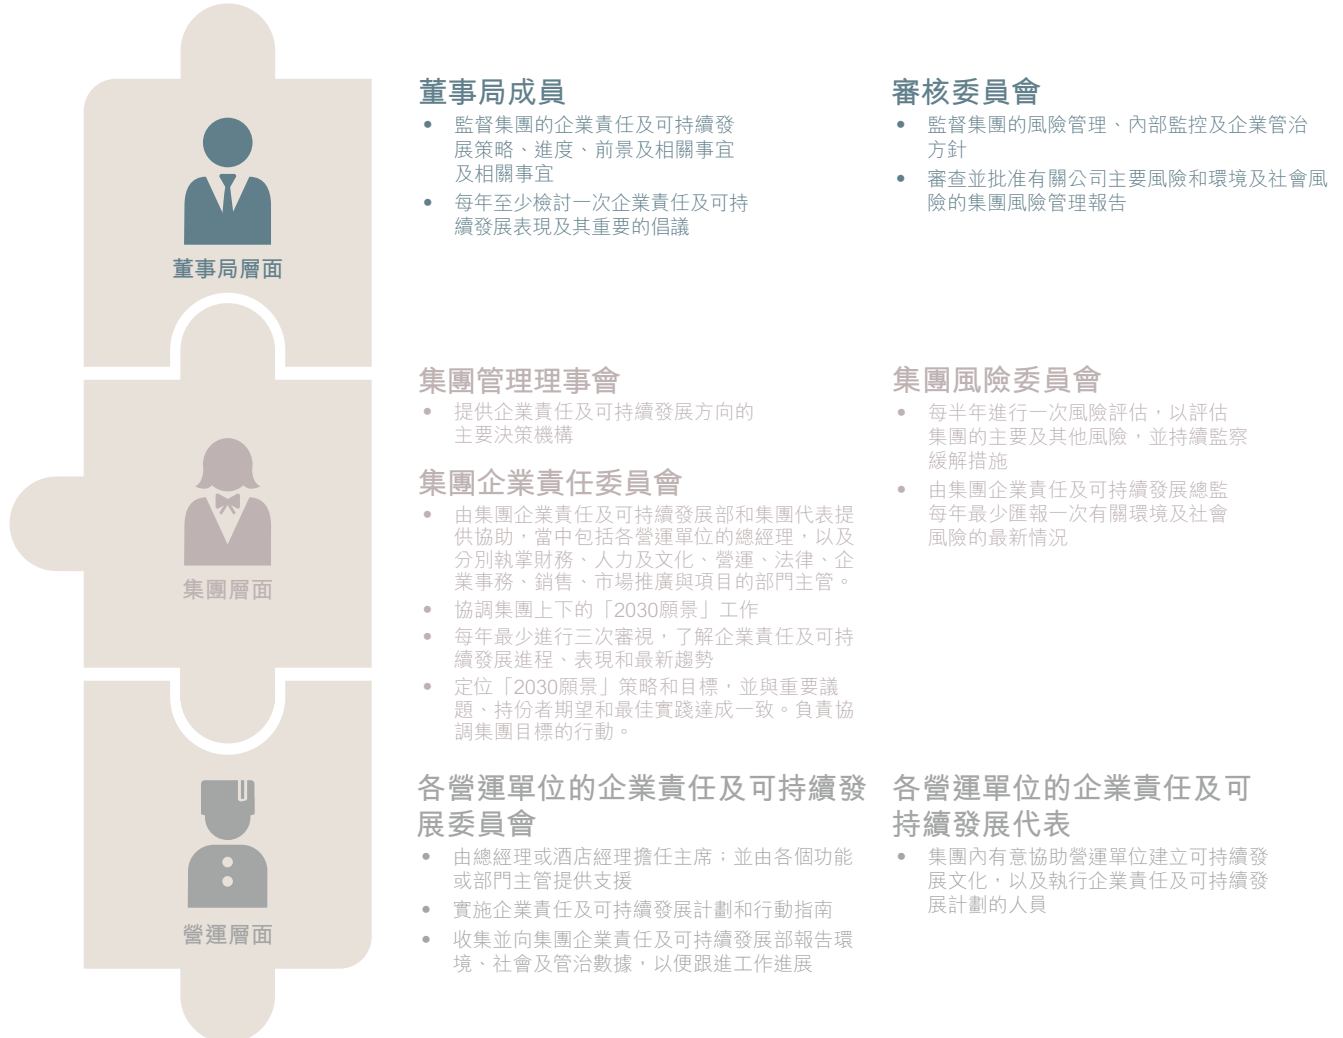 董事局層面
董事局成員
• 監督集團的企業責任及可持續發
展策略、進度、前景及相關事宜
及相關事宜
• 每年至少檢討一次企業責任及可持
續發展表現及其重要的倡議
審核委員會
• 監督集團的風險管理、內部監控及企業管治
方針
• 審查並批准有關公司主要風險和環境及社會風
險的集團風險管理報告
集團層面
集團管理理事會
• 提供企業責任及可持續發展方向的
主要決策機構
集團企業責任委員會
• 由集團企業責任及可持續發展部和集團代表提
供協助，當中包括各營運單位的總經理，以及
分別執掌財務、人力及文化、營運、法律、企
業事務、銷售、市場推廣與項目的部門主管。
• 協調集團上下的「2030願景」工作
• 每年最少進行三次審視，了解企業責任及可持
續發展進程、表現和最新趨勢
• 定位「2030願景」策略和目標，並與重要議
題、持份者期望和最佳實踐達成一致。負責協
調集團目標的行動。
集團風險委員會
• 每半年進行一次風險評估，以評估
集團的主要及其他風險，並持續監察
緩解措施
• 由集團企業責任及可持續發展總監
每年最少匯報一次有關環境及社會
風險的最新情況
營運層面
各營運單位的企業責任及可持續發
展委員會
• 由總經理或酒店經理擔任主席；並由各個功能
或部門主管提供支援
• 實施企業責任及可持續發展計劃和行動指南
• 收集並向集團企業責任及可持續發展部報告環
境、社會及管治數據，以便跟進工作進展
各營運單位的企業責任及可
持續發展代表
• 集團內有意協助營運單位建立可持續發
展文化，以及執行企業責任及可持續發
展計劃的人員